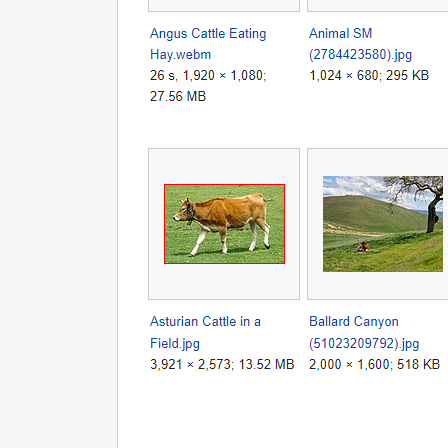 Angus Cattle Eating
Hay.webm
26 s, 1,920 × 1,080;
27.56 MB
Animal SM
(2784423580).jpg
1,024 × 680; 295 KB
Asturian Cattle in a
Field.jpg
3,921 × 2,573; 13.52 MB
Ballard Canyon
(51023209792).jpg
2,000 × 1,600; 518 KB